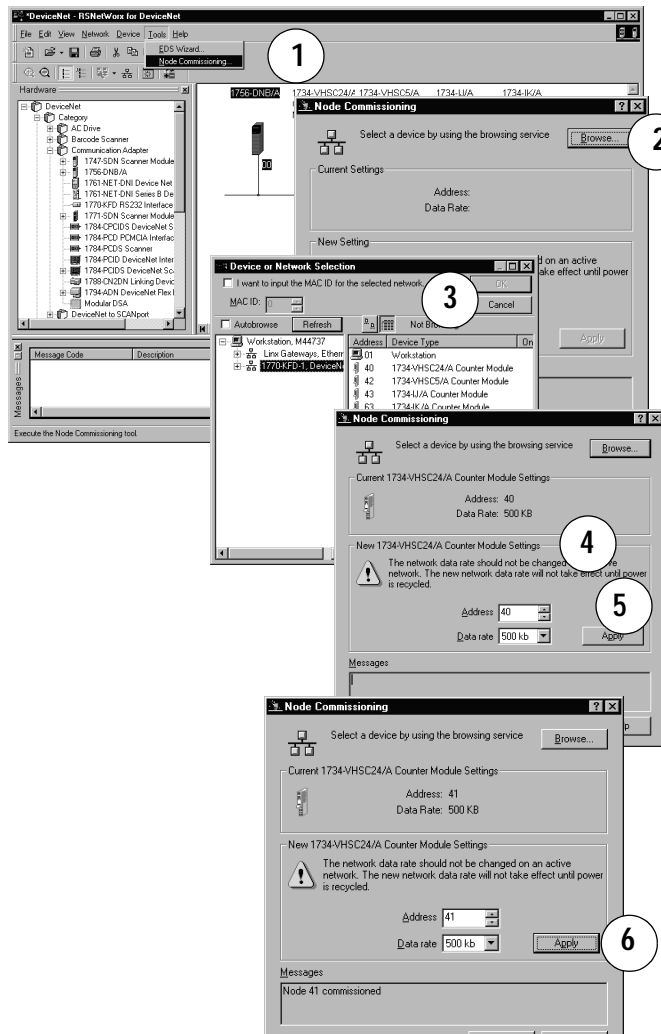 *DeviceNet - RSNetWorx for DeviceNet
File Edit View Network Device Tools Help
EDS Wizard...
Node Commissioning...
1
Hardware
DeviceNet
Category
AC Drive
Barcode Scanner
Communication Adapter
1747-SDN Scanner Module
1756-DNB/A
1761-NET-DNI Device Net
1761-NET-DNI Series B De
1770-KFD RS232 Interface
1771-SDN Scanner Module
1784-CPCIDS DeviceNet S
1784-PCD PCMCIA Interfac
1784-PCDS Scanner
1784-PCID DeviceNet Inter
1784-PCIDS DeviceNet Sc
1788-CN2DN Linking Devic
1794-ADN DeviceNet Flex I
Modular DSA
DeviceNet to SCANport
1756-DNB/A 1734-VHSC24/A 1734-VHSC5/A 1734-IJ/A 1734-IK/A
00
Message Code Description
Messages
Execute the Node Commissioning tool
Node Commissioning
Select a device by using the browsing service
Browse...
2
Current Settings
Address:
Data Rate:
New Setting
d on an active
ake effect until power
Apply
Device or Network Selection
I want to input the MAC ID for the selected network.
OK
MAC ID: 0
Cancel
3
Autobrowse Refresh Not Bro
Workstation, M44737
Linx Gateways, Ethern
1770-KFD-1, DeviceNe
Address Device Type On
01 Workstation
40 1734-VHSC24/A Counter Module
42 1734-VHSC5/A Counter Module
43 1734-IJ/A Counter Module
63 1734-IK/A Counter Module
Node Commissioning
Select a device by using the browsing service
Browse...
Current 1734-VHSC24/A Counter Module Settings
Address: 40
Data Rate: 500 KB
New 1734-VHSC24/A Counter Module Settings
4
The network data rate should not be changed
network. The new network data rate will not take effect until power
is recycled.
5
Address 40
Data rate 500 kb
Apply
Messages
p
Node Commissioning
Select a device by using the browsing service
Browse...
Current 1734-VHSC24/A Counter Module Settings
Address: 41
Data Rate: 500 KB
New 1734-VHSC24/A Counter Module Settings
The network data rate should not be changed on an active
network. The new network data rate will not take effect until power
is recycled.
Address 41
Data rate 500 kb
Apply
6
Messages
Node 41 commissioned